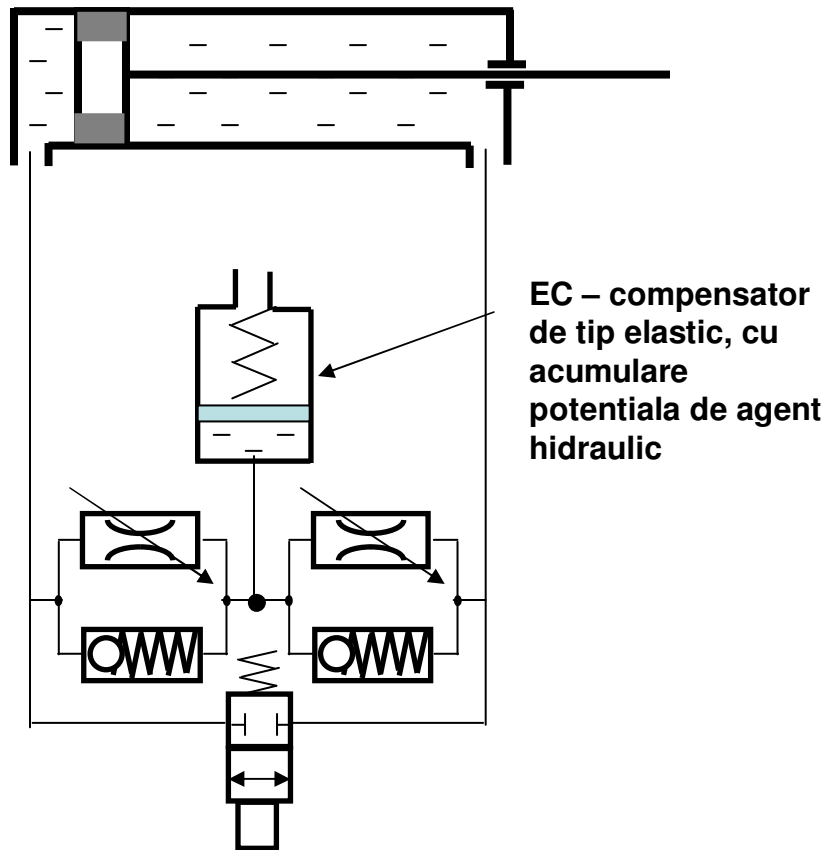 EC – compensator
de tip elastic, cu
acumulare
potentiala de agent
hidraulic